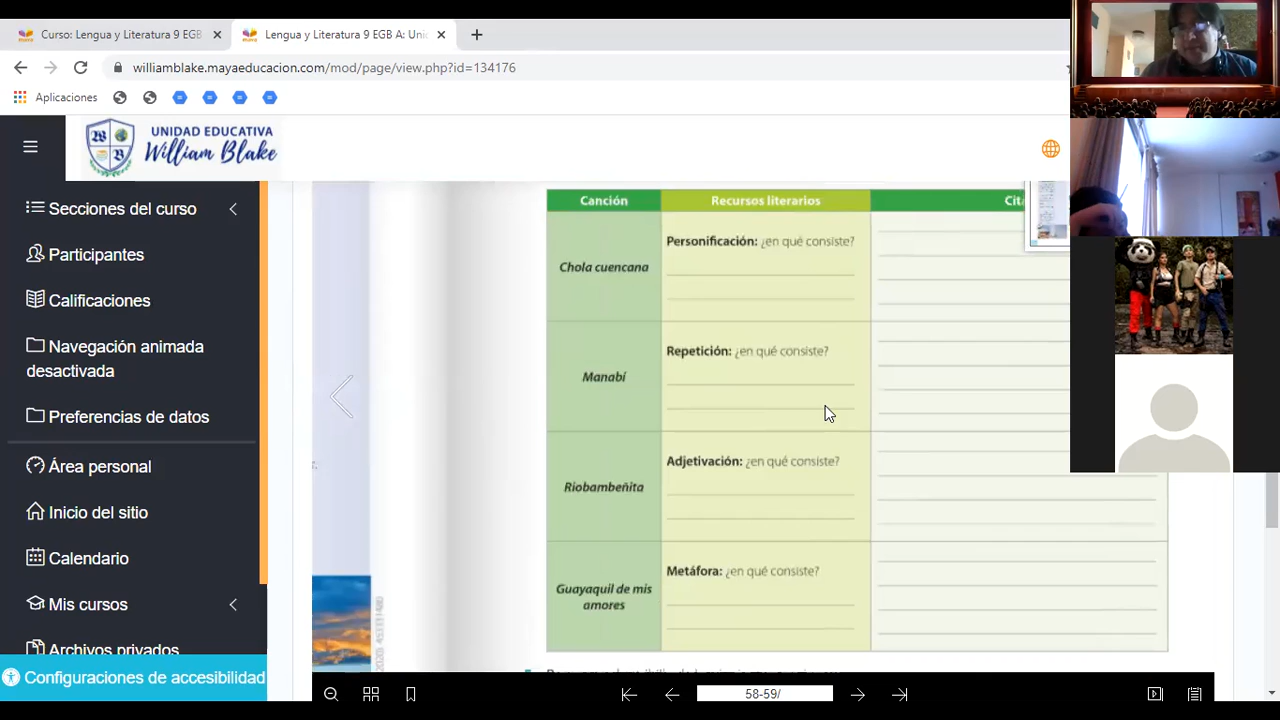 Curso: Lengua y Literatura 9 EGB
Lengua y Literatura 9 EGB A: Uni
williamblake.mayaeducacion.com/mod/page/view.php?id=134176
Aplicaciones
UNIDAD EDUCATIVA
William Blake
Secciones del curso
Participantes
Calificaciones
Navegación animada
desactivada
Preferencias de datos
Área personal
Inicio del sitio
Calendario
Mis cursos
Archivos privados
Configuraciones de accesibilidad
Canción
Recursos literarios
Cita
Chola cuencana
Personificación: ¿en qué consiste?
Manabí
Repetición: ¿en qué consiste?
Riobambeñita
Adjetivación: ¿en qué consiste?
Guayaquil de mis
amores
Metáfora: ¿en qué consiste?
58-59/